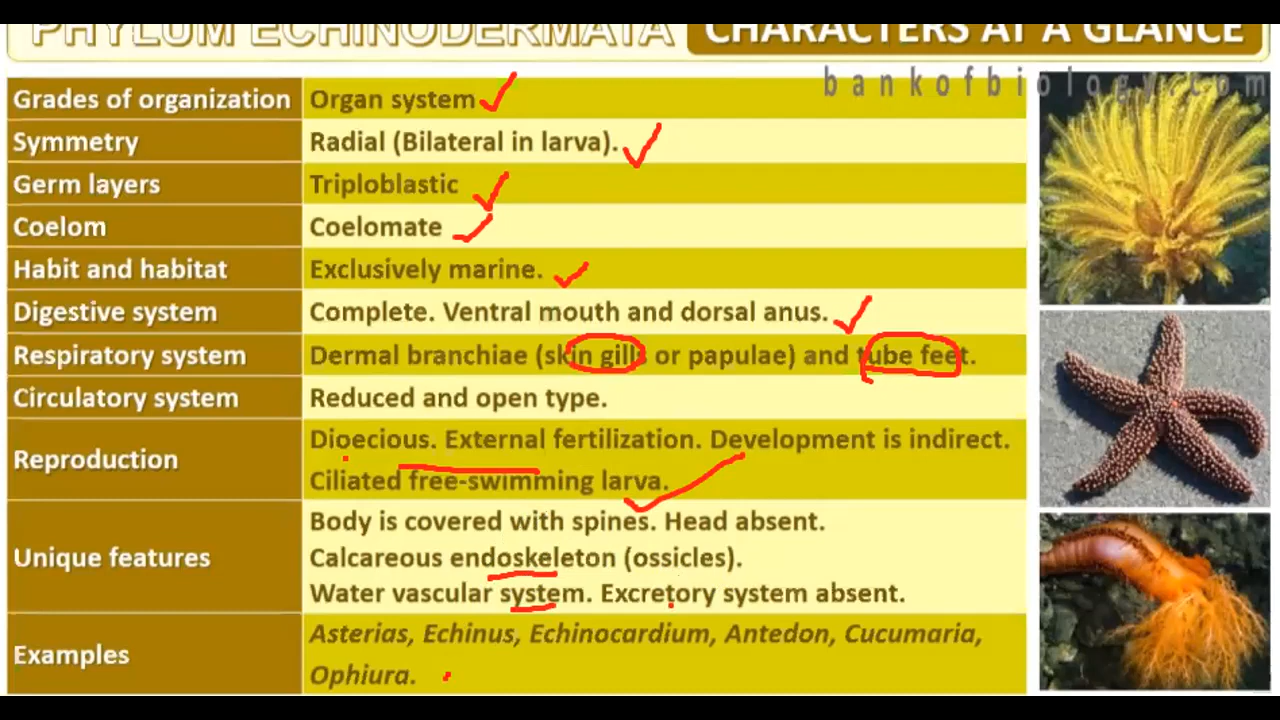 PHYLUM ECHINODERMATA CHARACTERS AT A GLANCE
bankofbiology.com
Grades of organization Organ system
Symmetry Radial (Bilateral in larva).
Germ layers Triploblastic
Coelom Coelomate
Habit and habitat Exclusively marine.
Digestive system Complete. Ventral mouth and dorsal anus.
Respiratory system Dermal branchiae (skin gills or papulae) and tube feet.
Circulatory system Reduced and open type.
Reproduction Dioecious. External fertilization. Development is indirect.
Ciliated free-swimming larva.
Unique features Body is covered with spines. Head absent.
Calcareous endoskeleton (ossicles).
Water vascular system. Excretory system absent.
Examples Asterias, Echinus, Echinocardium, Antedon, Cucumaria,
Ophiura.